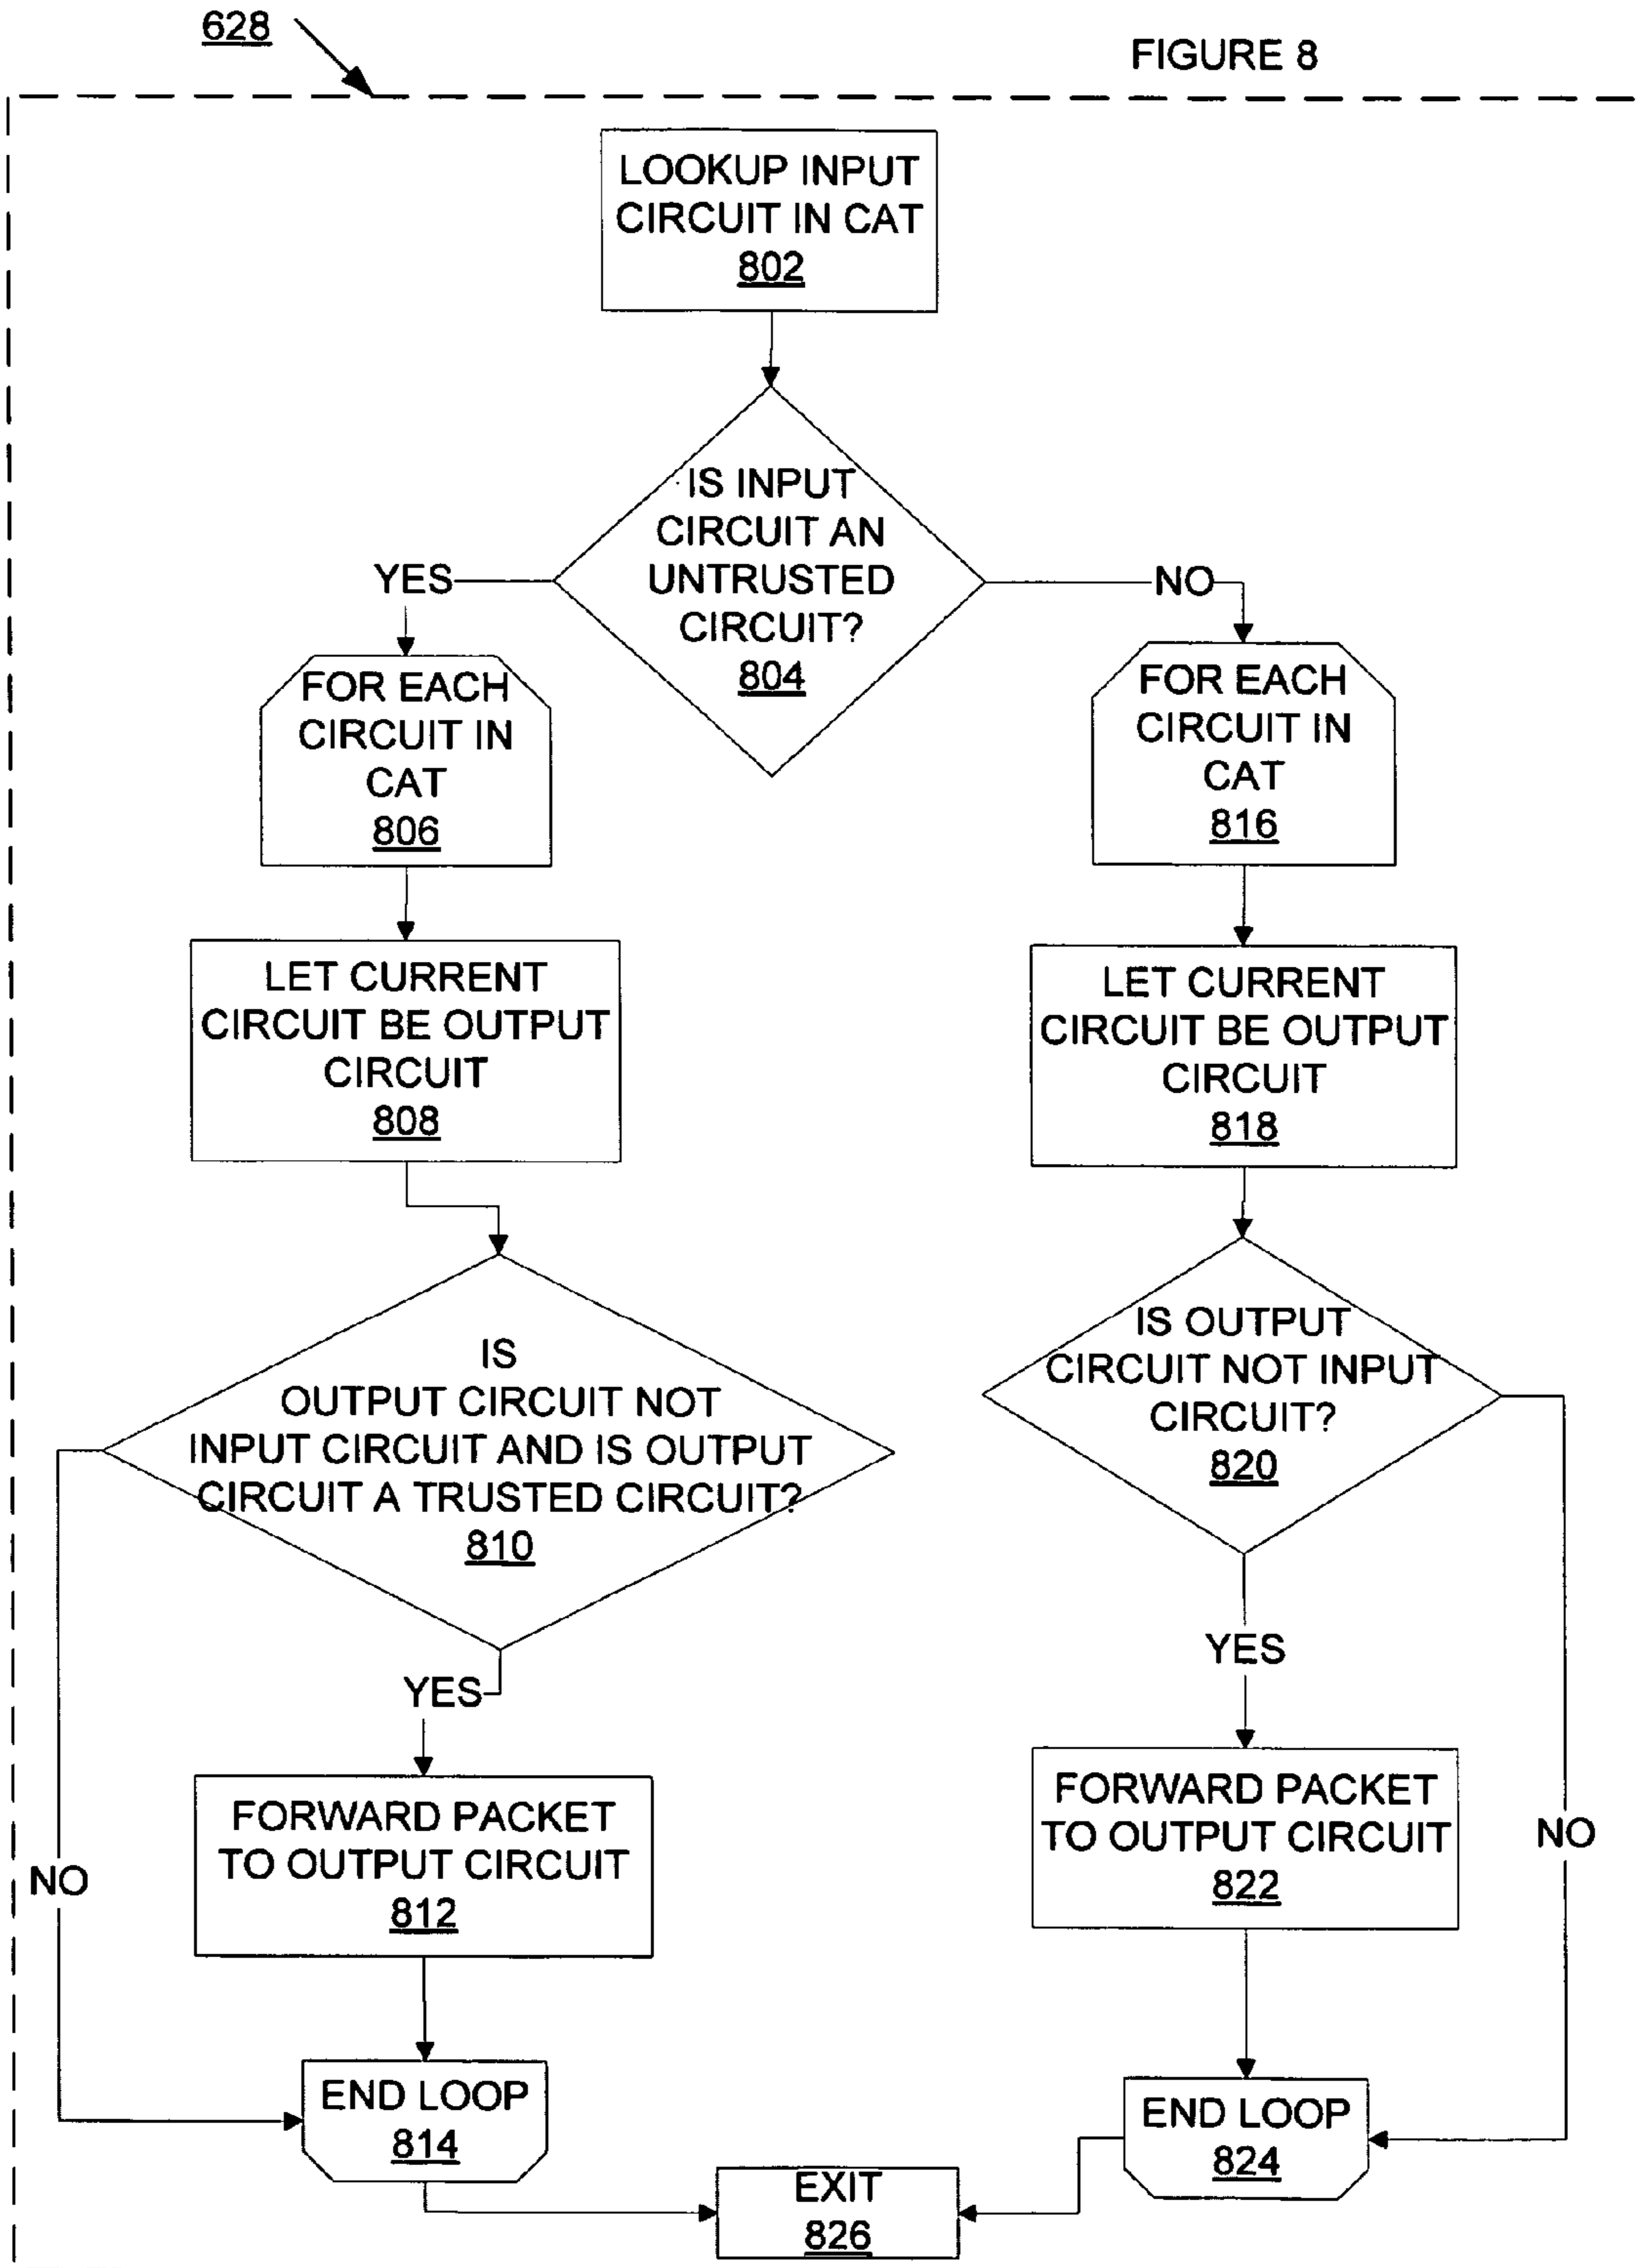 628
FIGURE 8
LOOKUP INPUT
CIRCUIT IN CAT
802
IS INPUT
CIRCUIT AN
UNTRUSTED
CIRCUIT?
804
YES
NO
FOR EACH
CIRCUIT IN
CAT
806
FOR EACH
CIRCUIT IN
CAT
816
LET CURRENT
CIRCUIT BE OUTPUT
CIRCUIT
808
LET CURRENT
CIRCUIT BE OUTPUT
CIRCUIT
818
IS
OUTPUT CIRCUIT NOT
INPUT CIRCUIT AND IS OUTPUT
CIRCUIT A TRUSTED CIRCUIT?
810
IS OUTPUT
CIRCUIT NOT INPUT
CIRCUIT?
820
YES
YES
FORWARD PACKET
TO OUTPUT CIRCUIT
812
FORWARD PACKET
TO OUTPUT CIRCUIT
822
NO
NO
END LOOP
814
END LOOP
824
EXIT
826